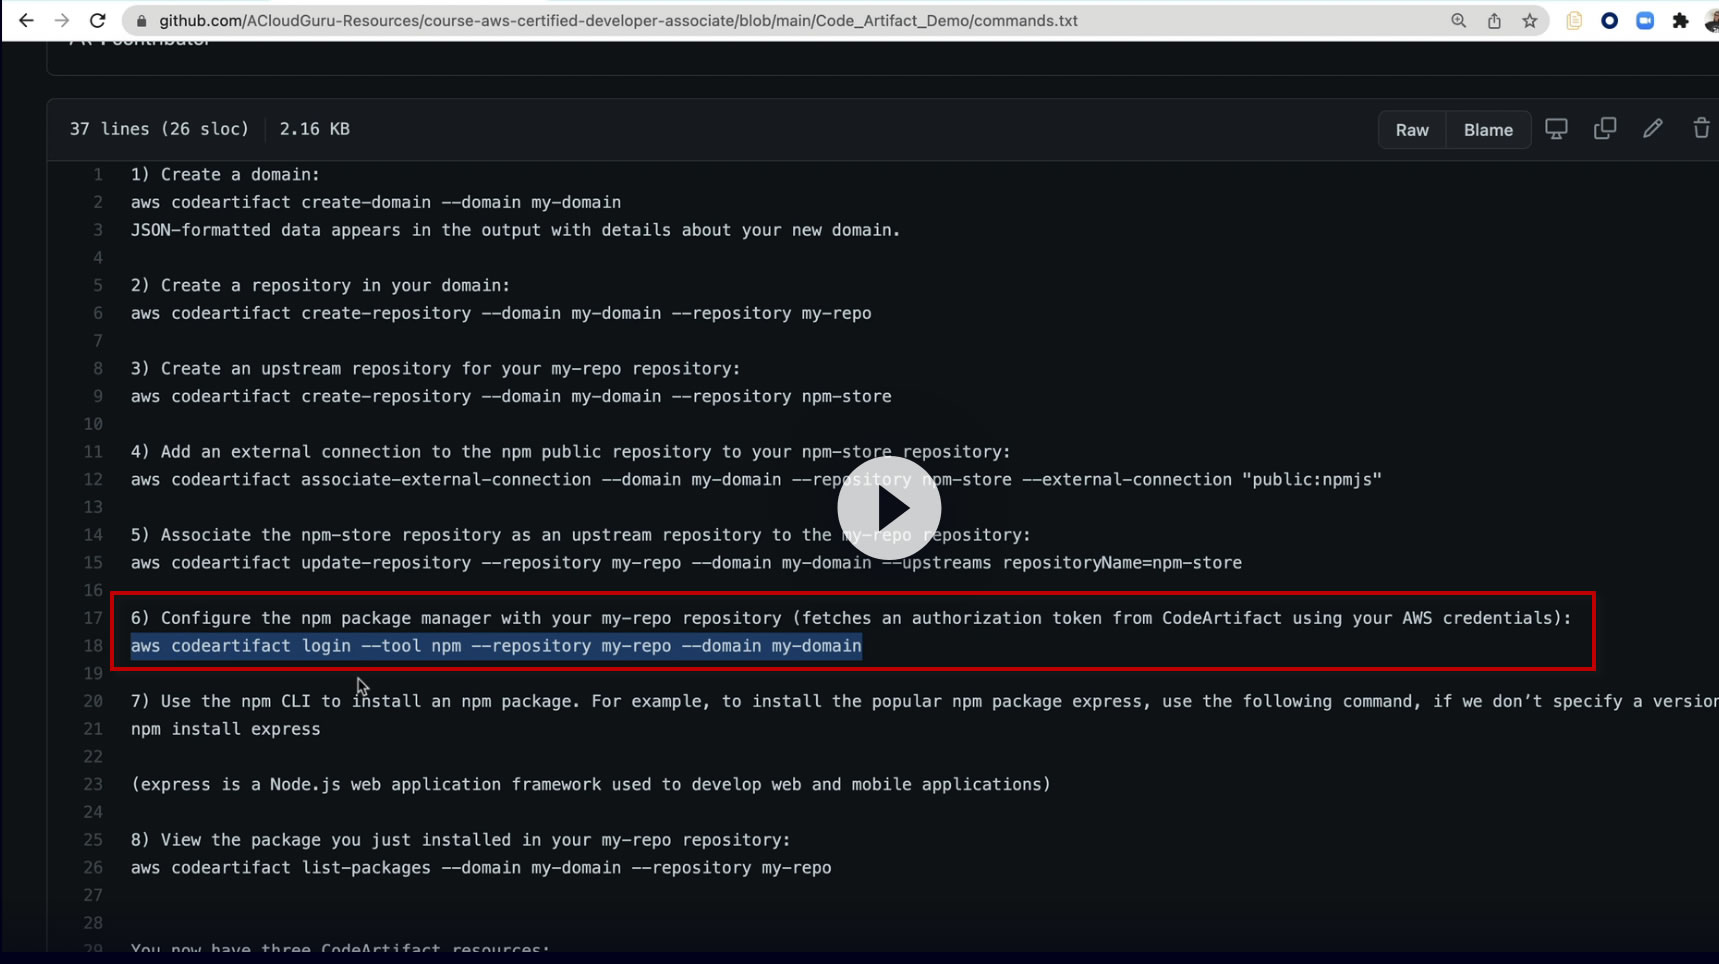 github.com/ACloudGuru-Resources/course-aws-certified-developer-associate/blob/main/Code_Artifact_Demo/commands.txt
37 lines (26 sloc) 2.16 KB Raw Blame
1 1) Create a domain:
2 aws codeartifact create-domain --domain my-domain
3 JSON-formatted data appears in the output with details about your new domain.
4
5 2) Create a repository in your domain:
6 aws codeartifact create-repository --domain my-domain --repository my-repo
7
8 3) Create an upstream repository for your my-repo repository:
9 aws codeartifact create-repository --domain my-domain --repository npm-store
10
11 4) Add an external connection to the npm public repository to your npm-store repository:
12 aws codeartifact associate-external-connection --domain my-domain --repository npm-store --external-connection "public:npmjs"
13
14 5) Associate the npm-store repository as an upstream repository to the my-repo repository:
15 aws codeartifact update-repository --repository my-repo --domain my-domain --upstreams repositoryName=npm-store
16
17 6) Configure the npm package manager with your my-repo repository (fetches an authorization token from CodeArtifact using your AWS credentials):
18 aws codeartifact login --tool npm --repository my-repo --domain my-domain
19
20 7) Use the npm CLI to install an npm package. For example, to install the popular npm package express, use the following command, if we don’t specify a version
21 npm install express
22
23 (express is a Node.js web application framework used to develop web and mobile applications)
24
25 8) View the package you just installed in your my-repo repository:
26 aws codeartifact list-packages --domain my-domain --repository my-repo
27
28
29 You now have three CodeArtifact resources: